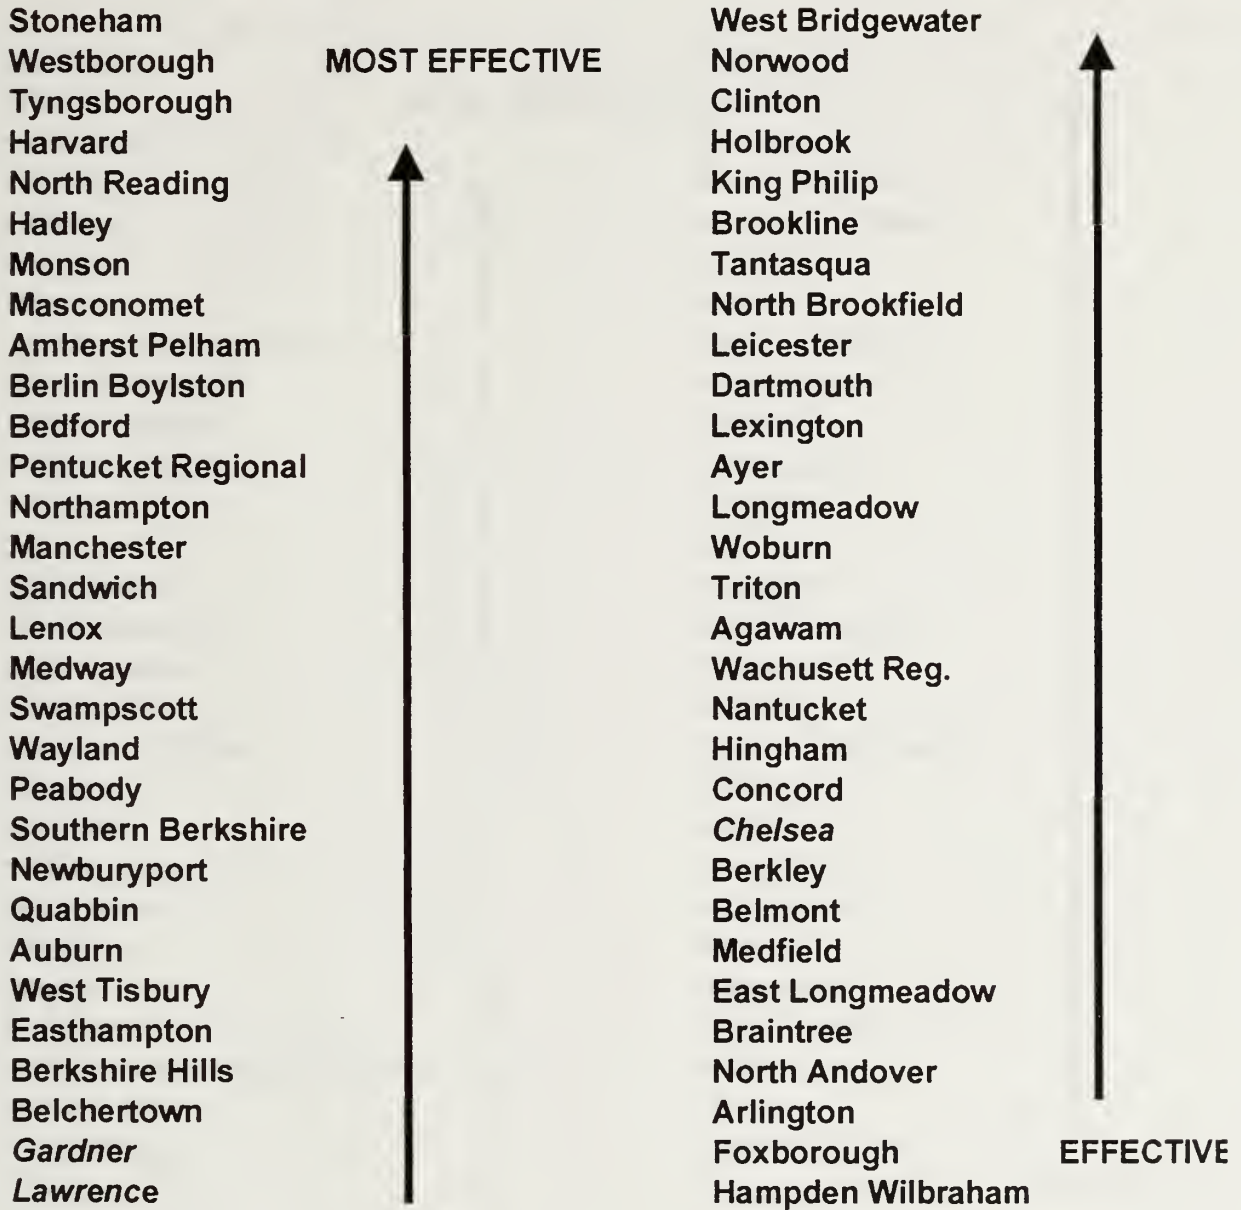 Stoneham
Westborough
MOST EFFECTIVE
Tyngsborough
Harvard
North Reading
Hadley
Monson
Masconomet
Amherst Pelham
Berlin Boylston
Bedford
Pentucket Regional
Northampton
Manchester
Sandwich
Lenox
Medway
Swampscott
Wayland
Peabody
Southern Berkshire
Newburyport
Quabbin
Auburn
West Tisbury
Easthampton
Berkshire Hills
Belchertown
Gardner
Lawrence
West Bridgewater
Norwood
Clinton
Holbrook
King Philip
Brookline
Tantasqua
North Brookfield
Leicester
Dartmouth
Lexington
Ayer
Longmeadow
Woburn
Triton
Agawam
Wachusett Reg.
Nantucket
Hingham
Concord
Chelsea
Berkley
Belmont
Medfield
East Longmeadow
Braintree
North Andover
Arlington
Foxborough
EFFECTIVE
Hampden Wilbraham